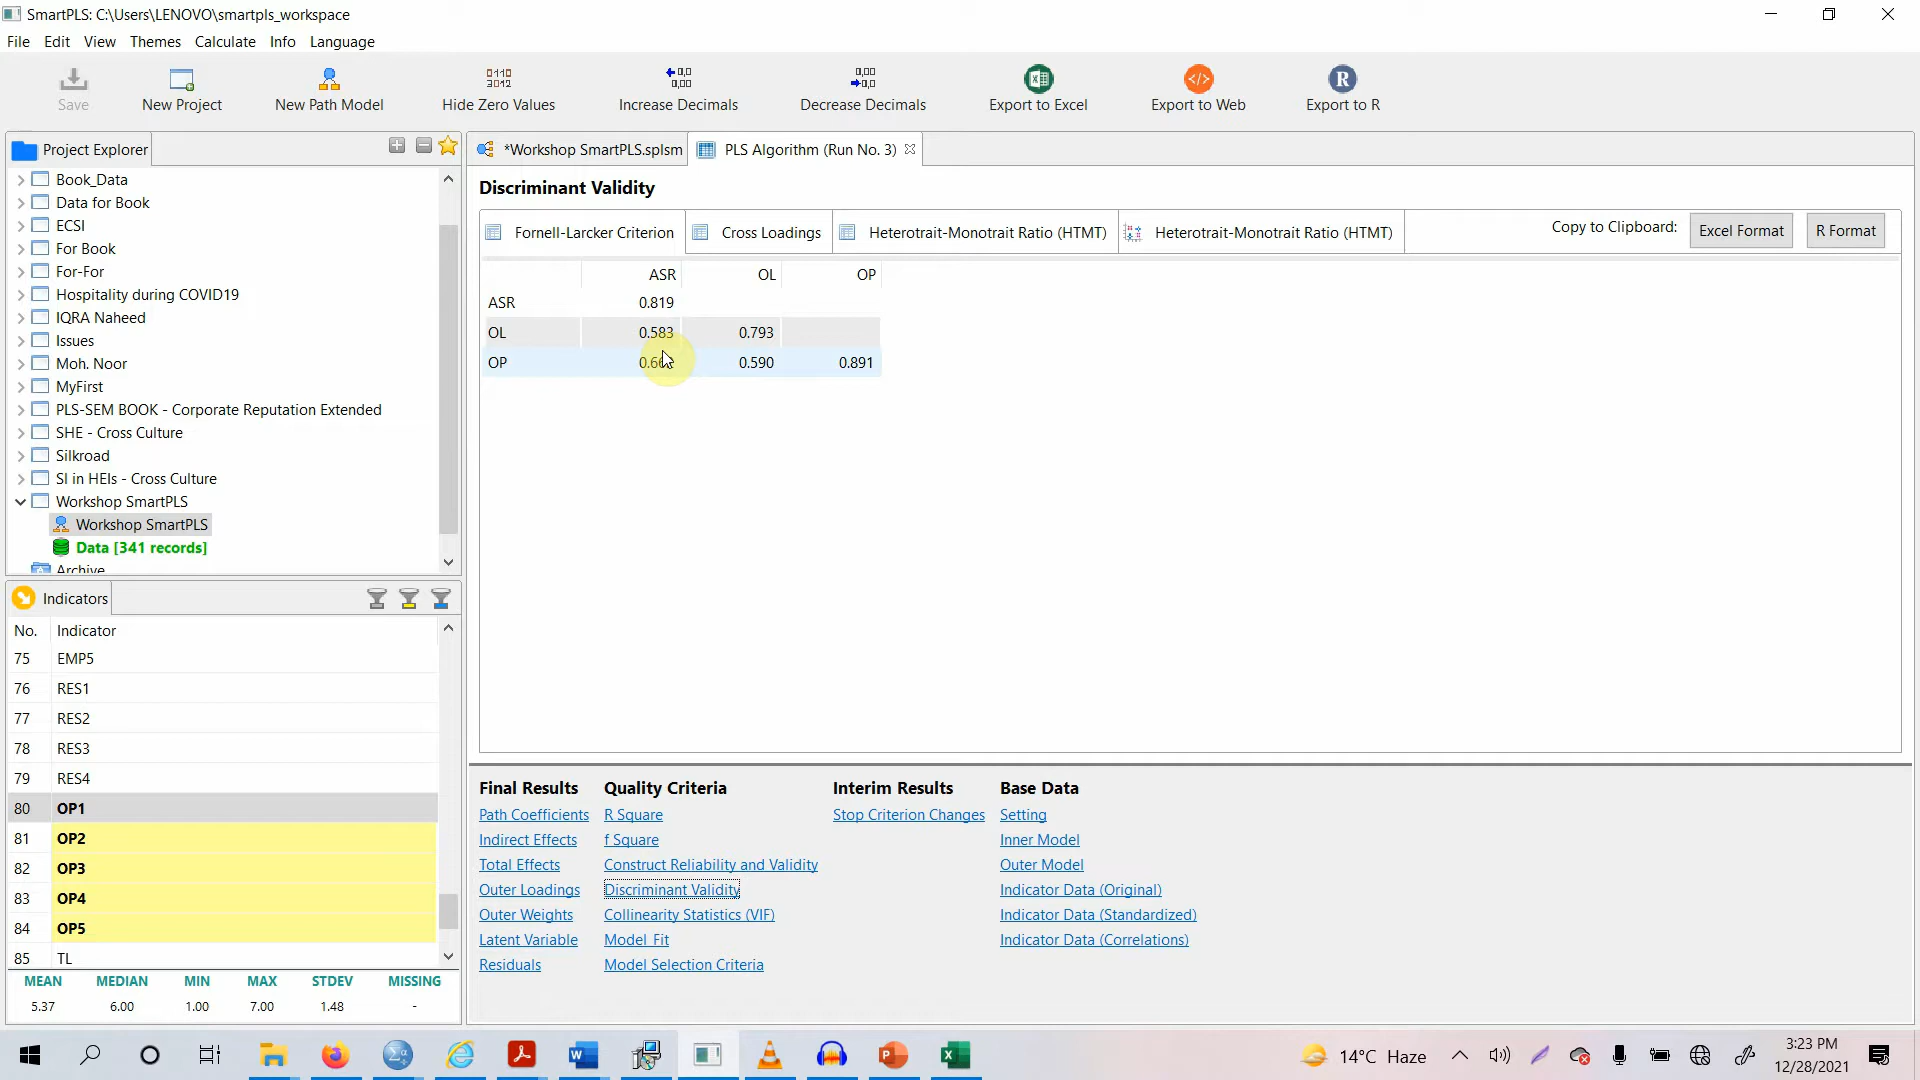 SmartPLS: C:\Users\LENOVO\smartpls_workspace
File Edit View Themes Calculate Info Language
Save New Project New Path Model Hide Zero Values Increase Decimals Decrease Decimals Export to Excel Export to Web Export to R
Project Explorer
Book_Data
Data for Book
ECSI
For Book
For-For
Hospitality during COVID19
IQRA Naheed
Issues
Moh. Noor
MyFirst
PLS-SEM BOOK - Corporate Reputation Extended
SHE - Cross Culture
Silkroad
SI in HEIs - Cross Culture
Workshop SmartPLS
Workshop SmartPLS
Data [341 records]
Archive
Indicators
No. Indicator
75 EMP5
76 RES1
77 RES2
78 RES3
79 RES4
80 OP1
81 OP2
82 OP3
83 OP4
84 OP5
85 TL
MEAN MEDIAN MIN MAX STDEV MISSING
5.37 6.00 1.00 7.00 1.48 -
*Workshop SmartPLS.splsm PLS Algorithm (Run No. 3)
Discriminant Validity
Fornell-Larcker Criterion Cross Loadings Heterotrait-Monotrait Ratio (HTMT) Heterotrait-Monotrait Ratio (HTMT) Copy to Clipboard: Excel Format R Format
ASR OL OP
ASR 0.819
OL 0.583 0.793
OP 0.590 0.891
Final Results Quality Criteria Interim Results Base Data
Path Coefficients R Square Stop Criterion Changes Setting
Indirect Effects f Square Inner Model
Total Effects Construct Reliability and Validity Outer Model
Outer Loadings Discriminant Validity Indicator Data (Original)
Outer Weights Collinearity Statistics (VIF) Indicator Data (Standardized)
Latent Variable Model_Fit Indicator Data (Correlations)
Residuals Model Selection Criteria
14°C Haze
3:23 PM
12/28/2021